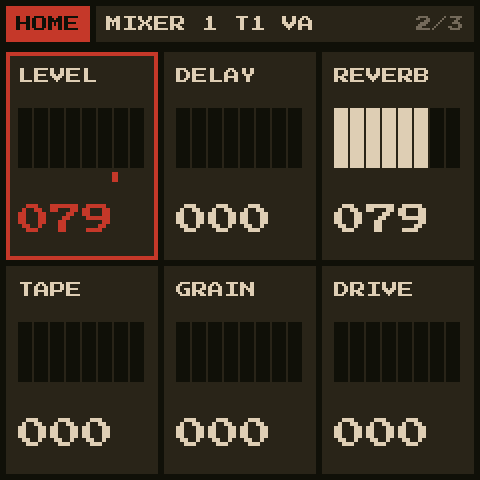 HOME MIXER 1 T1 VA 2/3
LEVEL DELAY REVERB
079 000 079
TAPE GRAIN DRIVE
000 000 000